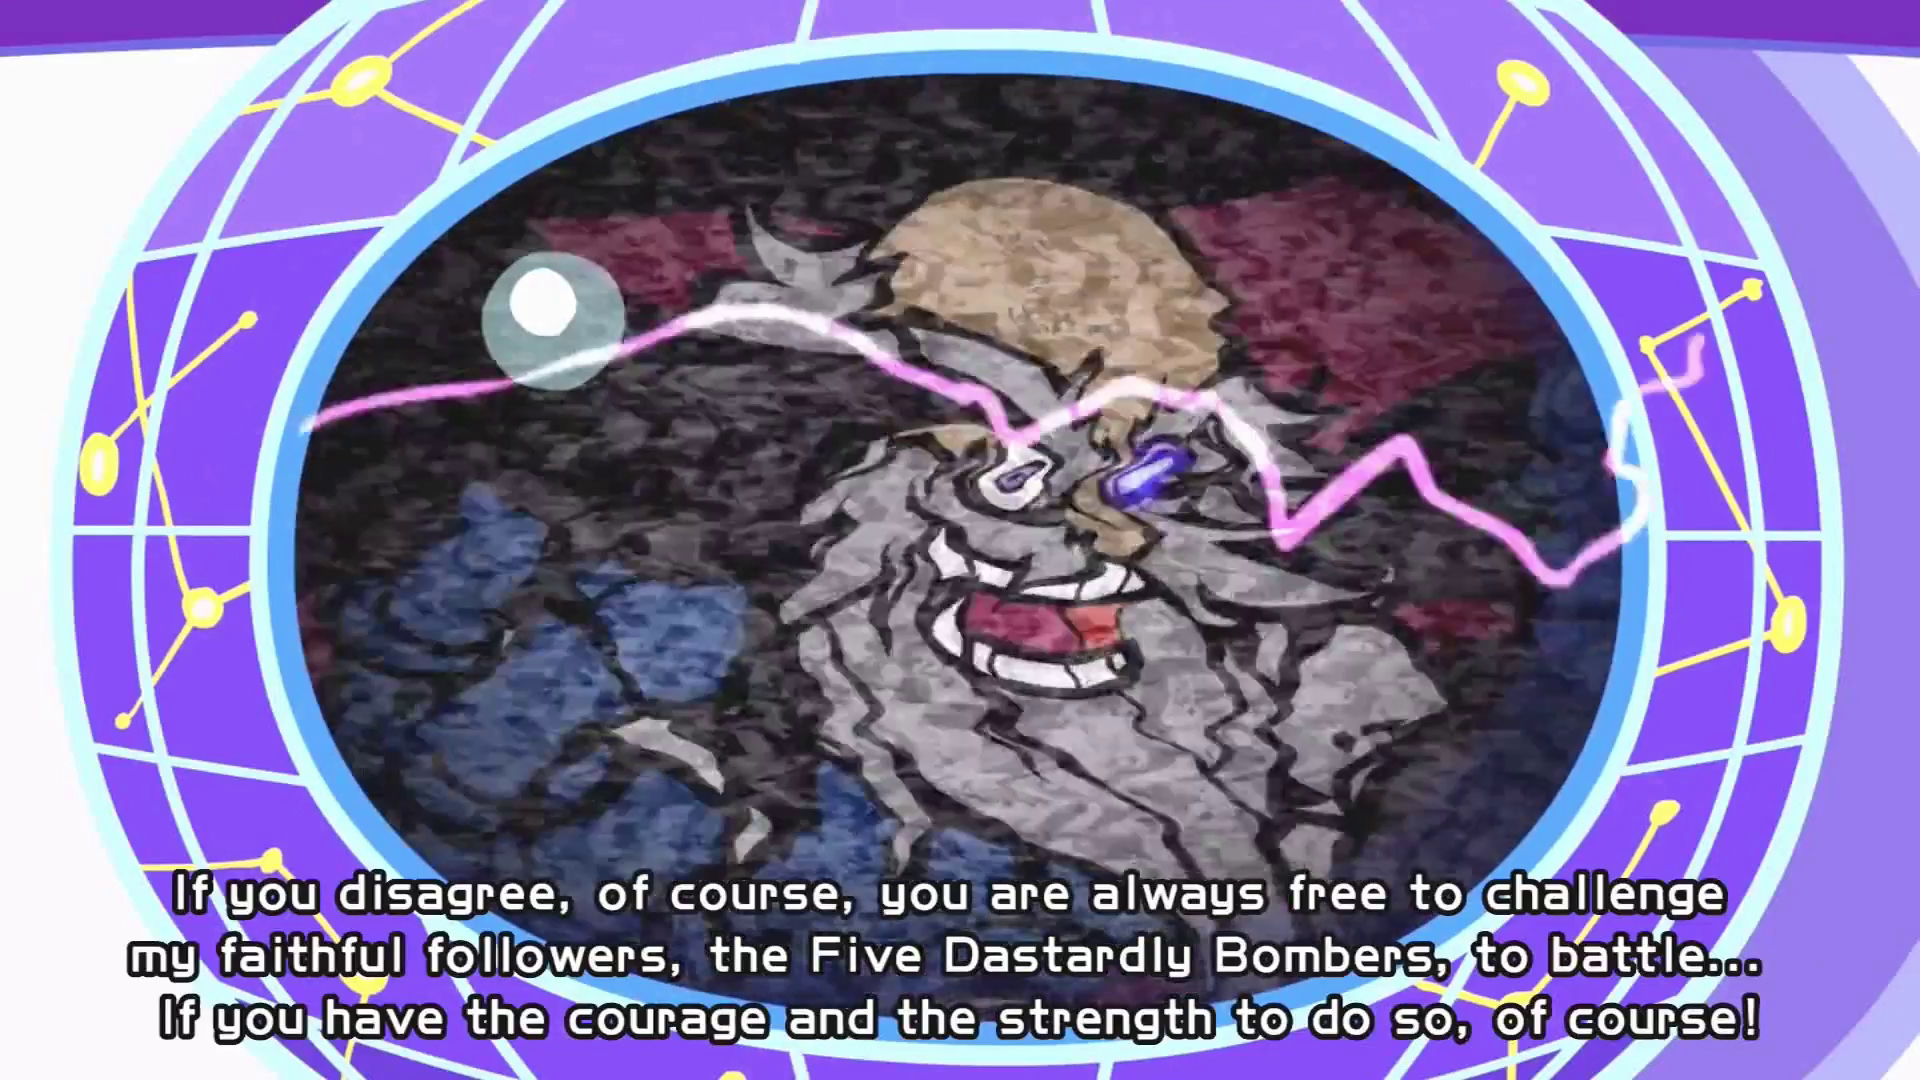 If you disagree, of course, you are always free to challenge
my faithful followers, the Five Dastardly Bombers, to battle...
If you have the courage and the strength to do so, of course!